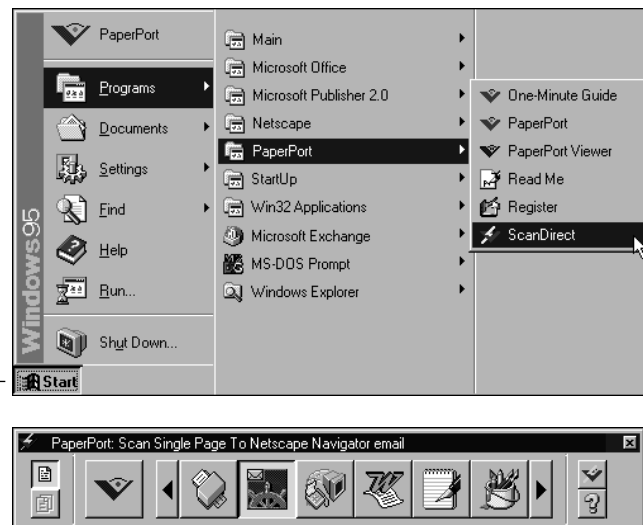 PaperPort
Programs
Documents
Settings
Find
Help
Run...
Shut Down...
Windows95
Start
Main
Microsoft Office
Microsoft Publisher 2.0
Netscape
PaperPort
StartUp
Win32 Applications
Microsoft Exchange
MS-DOS Prompt
Windows Explorer
One-Minute Guide
PaperPort
PaperPort Viewer
Read Me
Register
ScanDirect
PaperPort: Scan Single Page To Netscape Navigator email